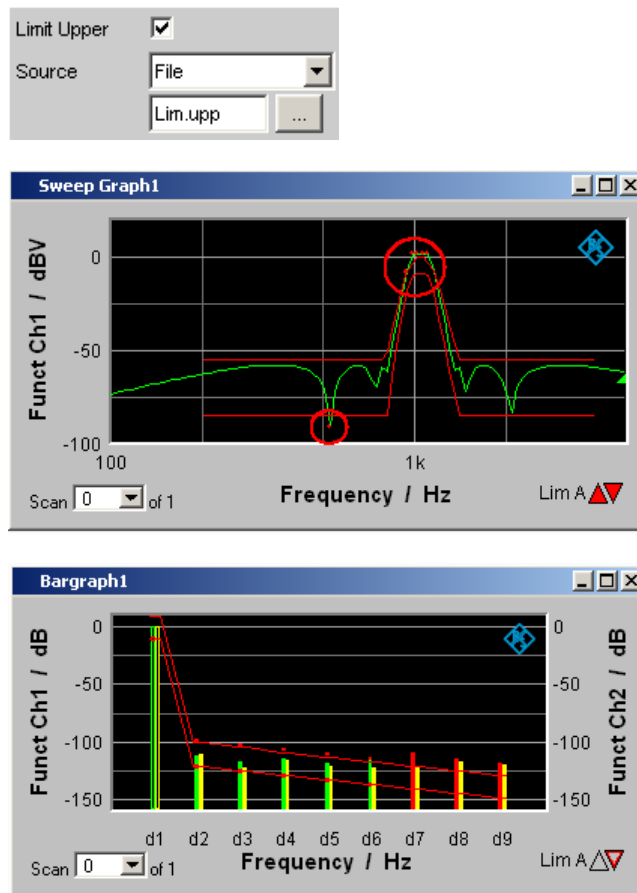 Limit Upper
Source File
Lim.upp ...
Sweep Graph1
Funct Ch1 / dBV
0
-50
-100
100 1k
Scan 0 of 1 Frequency / Hz Lim A
Bargraph1
Funct Ch1 / dB
0 0
-50 -50
-100 -100
-150 -150
Funct Ch2 / dB
d1 d2 d3 d4 d5 d6 d7 d8 d9
Scan 0 of 1 Frequency / Hz Lim A